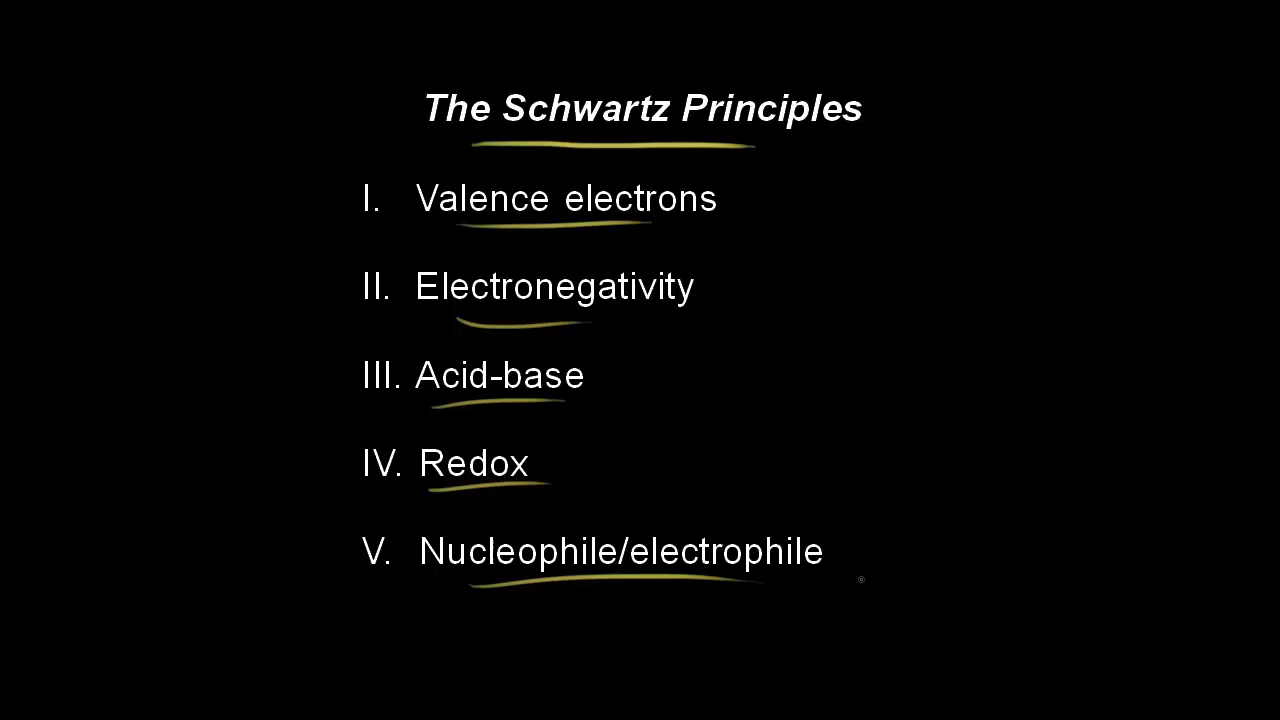 The Schwartz Principles
I. Valence electrons
II. Electronegativity
III. Acid-base
IV. Redox
V. Nucleophile/electrophile